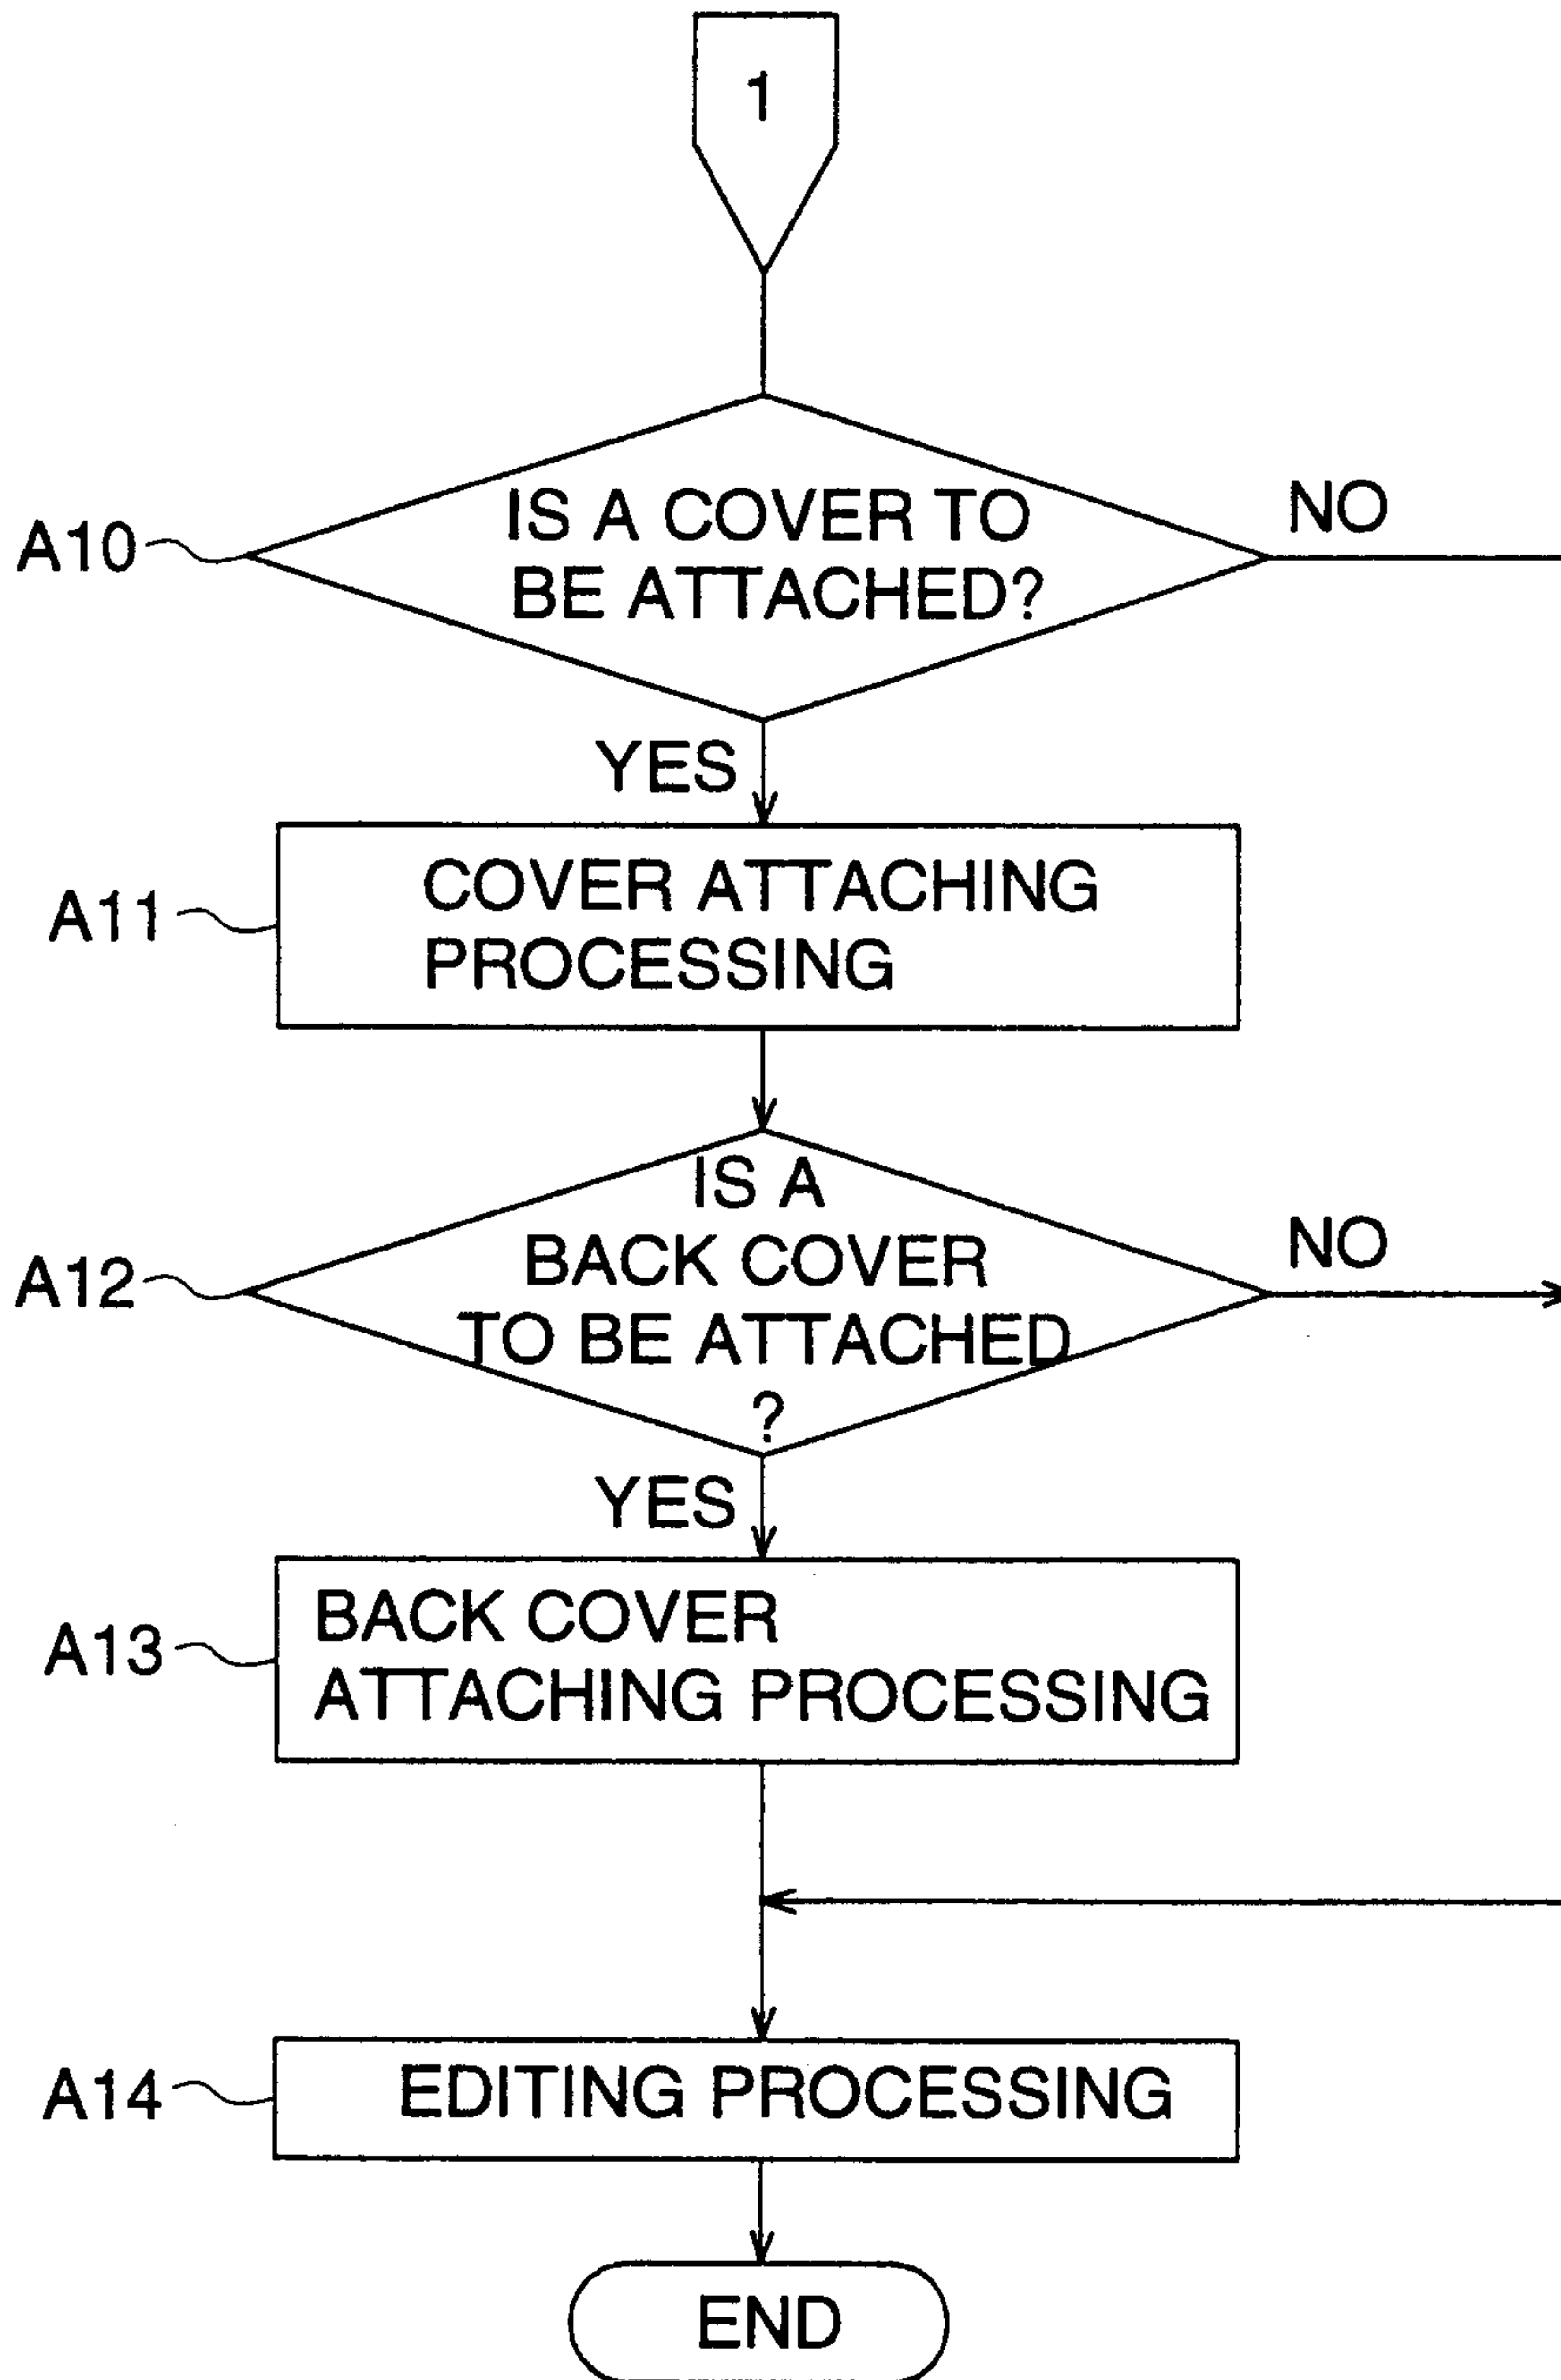 1
IS A COVER TO
BE ATTACHED?
NO
A10
YES
COVER ATTACHING
PROCESSING
A11
IS A
BACK COVER
TO BE ATTACHED
?
NO
A12
YES
BACK COVER
ATTACHING PROCESSING
A13
EDITING PROCESSING
A14
END